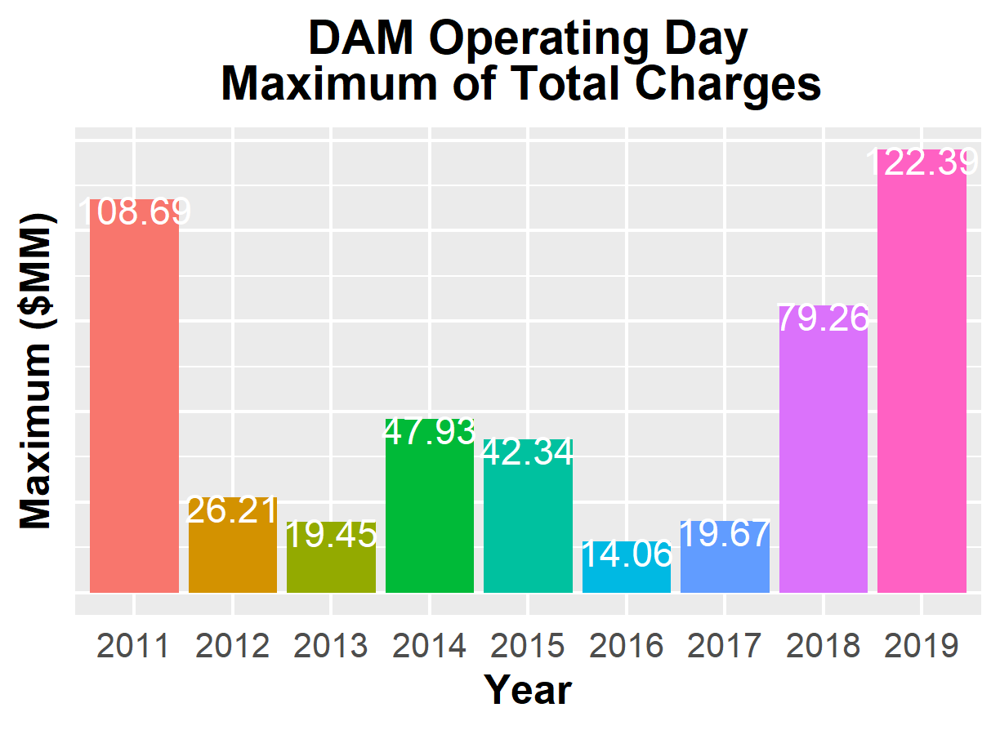 DAM Operating Day
Maximum of Total Charges
Maximum ($MM)
108.69
26.21
19.45
47.93
42.34
14.06
19.67
79.26
122.39
2011 2012 2013 2014 2015 2016 2017 2018 2019
Year